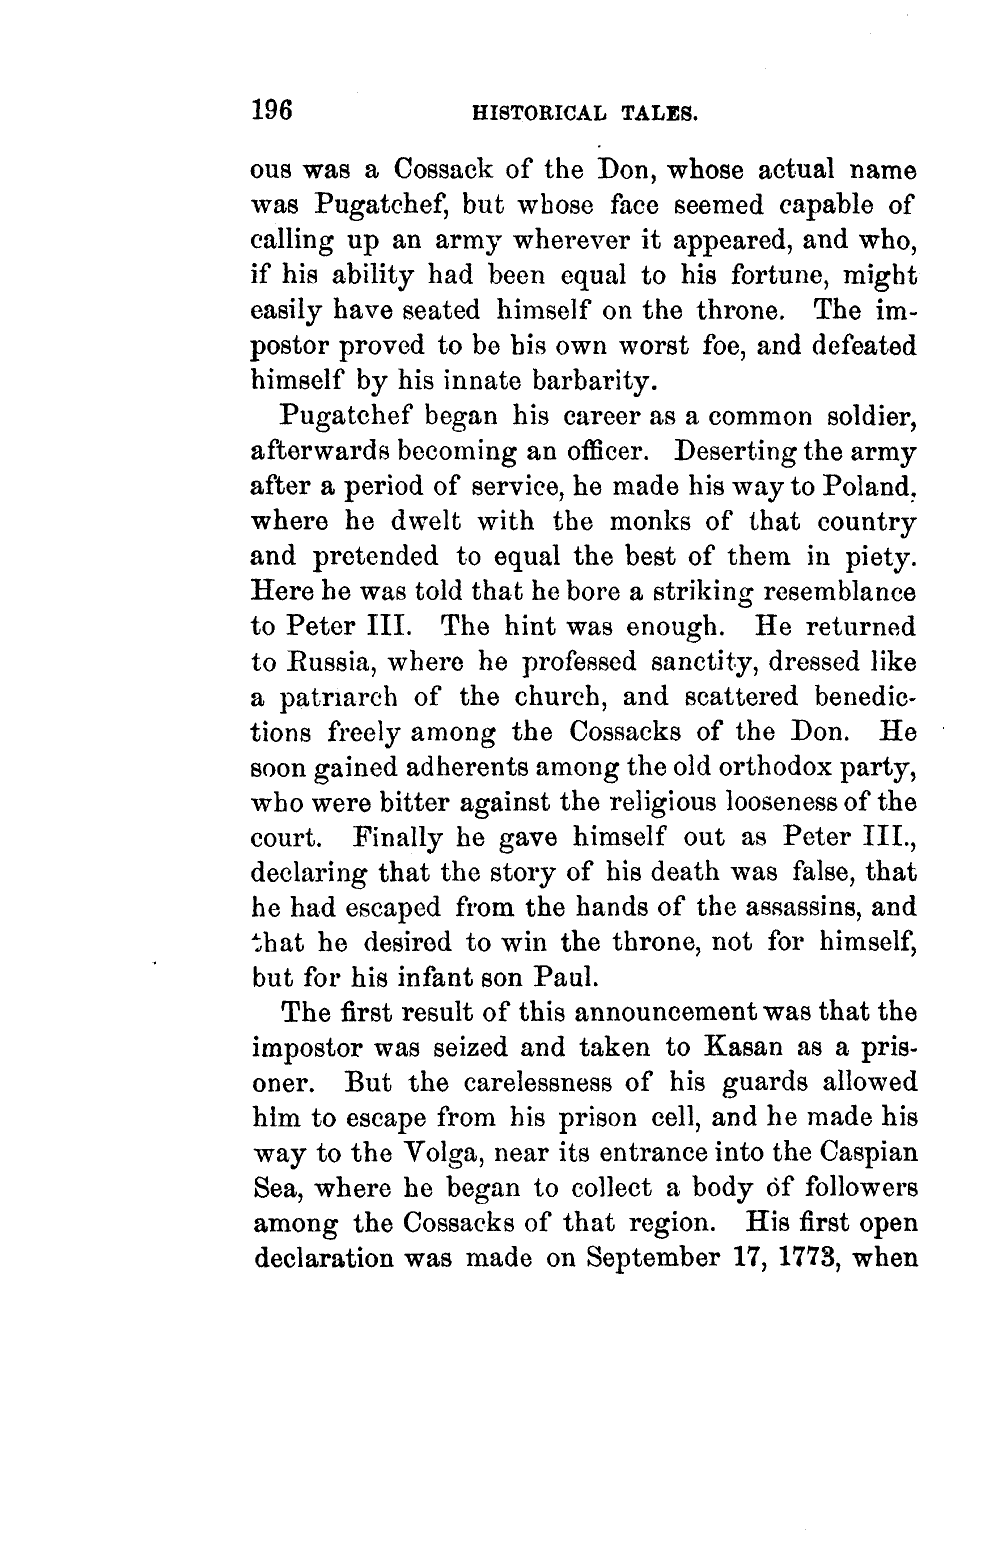 196 HISTORICAL TALES.
ous was a Cossack of the Don, whose actual name
was Pugatchef, but whose face seemed capable of
calling up an army wherever it appeared, and who,
if his ability had been equal to his fortune, might
easily have seated himself on the throne. The im-
postor proved to be his own worst foe, and defeated
himself by his innate barbarity.
Pugatchef began his career as a common soldier,
afterwards becoming an officer. Deserting the army
after a period of service, he made his way to Poland,
where he dwelt with the monks of that country
and pretended to equal the best of them in piety.
Here he was told that he bore a striking resemblance
to Peter III. The hint was enough. He returned
to Russia, where he professed sanctity, dressed like
a patriarch of the church, and scattered benedic-
tions freely among the Cossacks of the Don. He
soon gained adherents among the old orthodox party,
who were bitter against the religious looseness of the
court. Finally he gave himself out as Peter III.,
declaring that the story of his death was false, that
he had escaped from the hands of the assassins, and
that he desired to win the throne, not for himself,
but for his infant son Paul.
The first result of this announcement was that the
impostor was seized and taken to Kasan as a pris-
oner. But the carelessness of his guards allowed
him to escape from his prison cell, and he made his
way to the Volga, near its entrance into the Caspian
Sea, where he began to collect a body of followers
among the Cossacks of that region. His first open
declaration was made on September 17, 1773, when